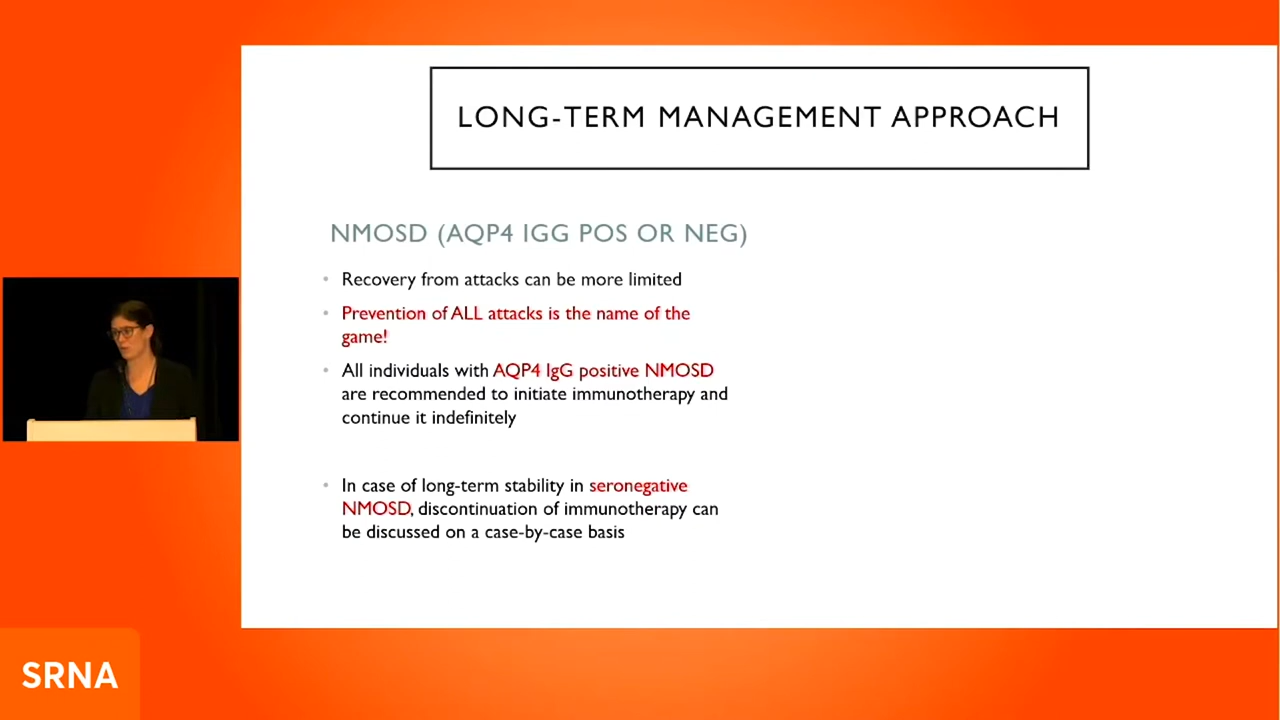 LONG-TERM MANAGEMENT APPROACH
NMOSD (AQP4 IGG POS OR NEG)
• Recovery from attacks can be more limited
• Prevention of ALL attacks is the name of the
game!
• All individuals with AQP4 IgG positive NMOSD
are recommended to initiate immunotherapy and
continue it indefinitely
• In case of long-term stability in seronegative
NMOSD, discontinuation of immunotherapy can
be discussed on a case-by-case basis
SRNA